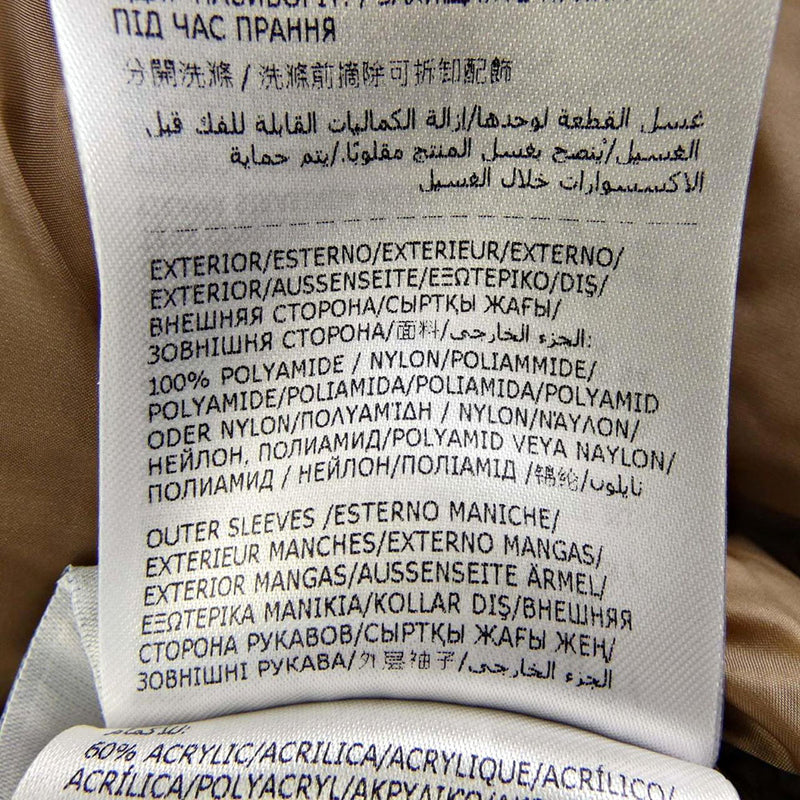 ПІД ЧАС ПРАННЯ
分開洗滌 / 洗滌前摘除可拆卸配飾
غسل القطعة لوحدها/إزالة الكماليات القابلة للفك قبل
الغسيل/يُنصح بغسل المنتج مقلوبًا./يتم حماية
الاكسسوارات خلال الغسيل
EXTERIOR/ESTERNO/EXTERIEUR/EXTERNO/
EXTERIOR/AUSSENSEITE/ΕΞΩΤΕΡΙΚΟ/DIŞ/
ВНЕШНЯЯ СТОРОНА/СЫРТҚЫ ЖАҒЫ/
ЗОВНІШНЯ СТОРОНА/面料/الجزء الخارجي:
100% POLYAMIDE / NYLON/POLIAMMIDE/
POLYAMIDE/POLIAMIDA/POLIAMIDA/POLYAMID
ODER NYLON/ΠΟΛΥΑΜΊΔΗ / NYLON/ΝΆΥΛΟΝ/
НЕЙЛОН, ПОЛИАМИД/POLYAMID VEYA NAYLON/
ПОЛИАМИД / НЕЙЛОН/ПОЛІАМІД /锦纶/نايلون
OUTER SLEEVES /ESTERNO MANICHE/
EXTERIEUR MANCHES/EXTERNO MANGAS/
EXTERIOR MANGAS/AUSSENSEITE ÄRMEL/
ΕΞΩΤΕΡΙΚΑ ΜΑΝΙΚΙΑ/KOLLAR DIŞ/ВНЕШНЯЯ
СТОРОНА РУКАВОВ/СЫРТҚЫ ЖАҒЫ ЖЕҢ/
ЗОВНІШНІ РУКАВА/外層袖子/الجزء الخارجي
60% ACRYLIC/ACRILICA/ACRYLIQUE/ACRÍLICO/
ACRÍLICA/POLYACRYL/ΑΚΡΥΛΙΚΟ/